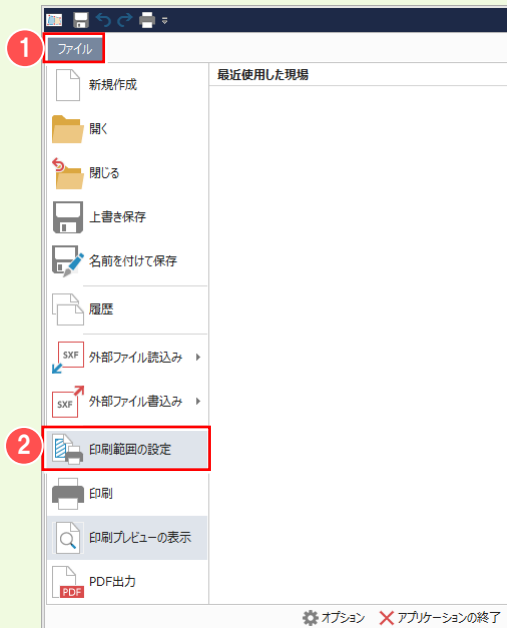 1
ファイル
最近使用した現場
新規作成
開く
閉じる
上書き保存
名前を付けて保存
履歴
SXF 外部ファイル読込み
SXF 外部ファイル書込み
2
印刷範囲の設定
印刷
印刷プレビューの表示
PDF PDF出力
オプション アプリケーションの終了